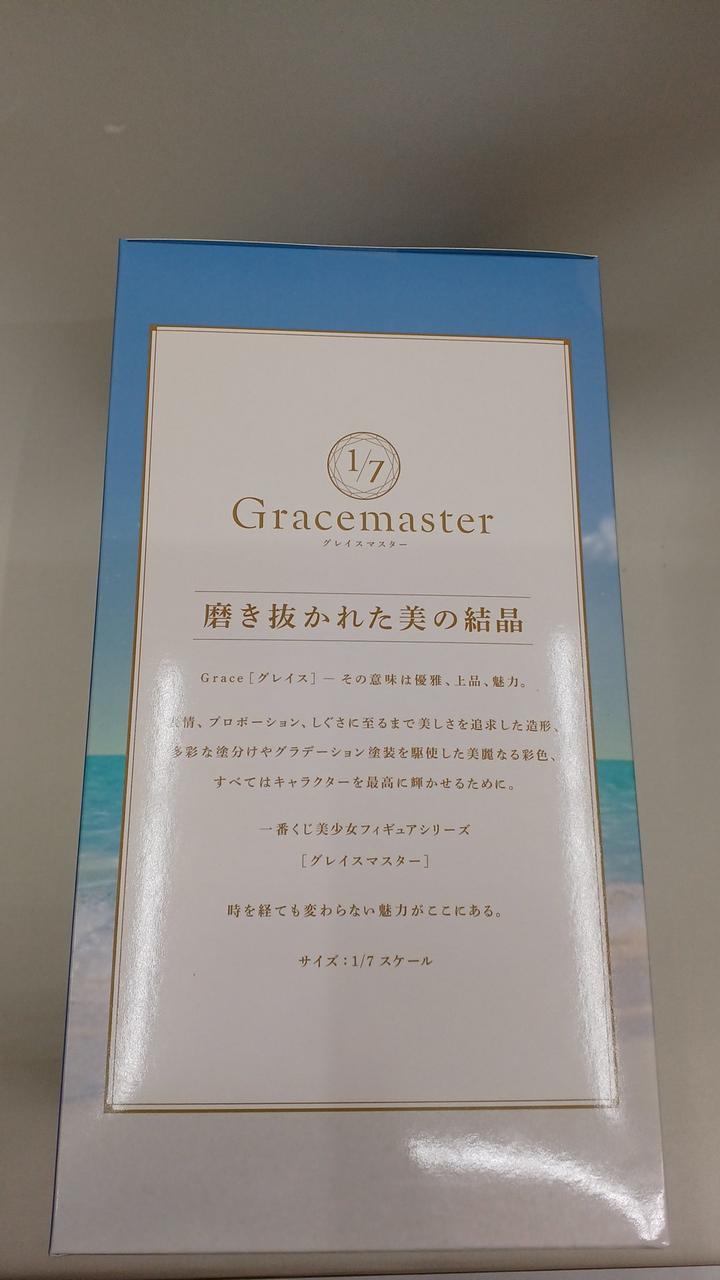 1/7
Gracemaster
グレイスマスター
磨き抜かれた美の結晶
Grace［グレイス］— その意味は優雅、上品、魅力。
表情、プロポーション、しぐさに至るまで美しさを追求した造形、
多彩な塗分けやグラデーション塗装を駆使した美麗なる彩色、
すべてはキャラクターを最高に輝かせるために。
一番くじ美少女フィギュアシリーズ
［グレイスマスター］
時を経ても変わらない魅力がここにある。
サイズ：1/7 スケール